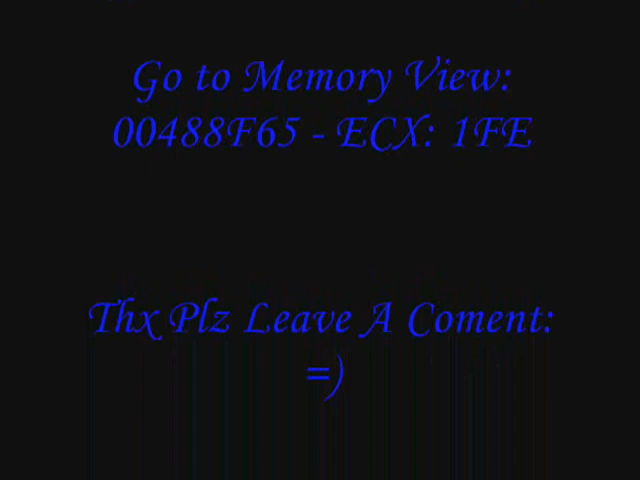 Go to Memory View:
00488F65 - ECX: 1FE
Thx Plz Leave A Coment:
=)